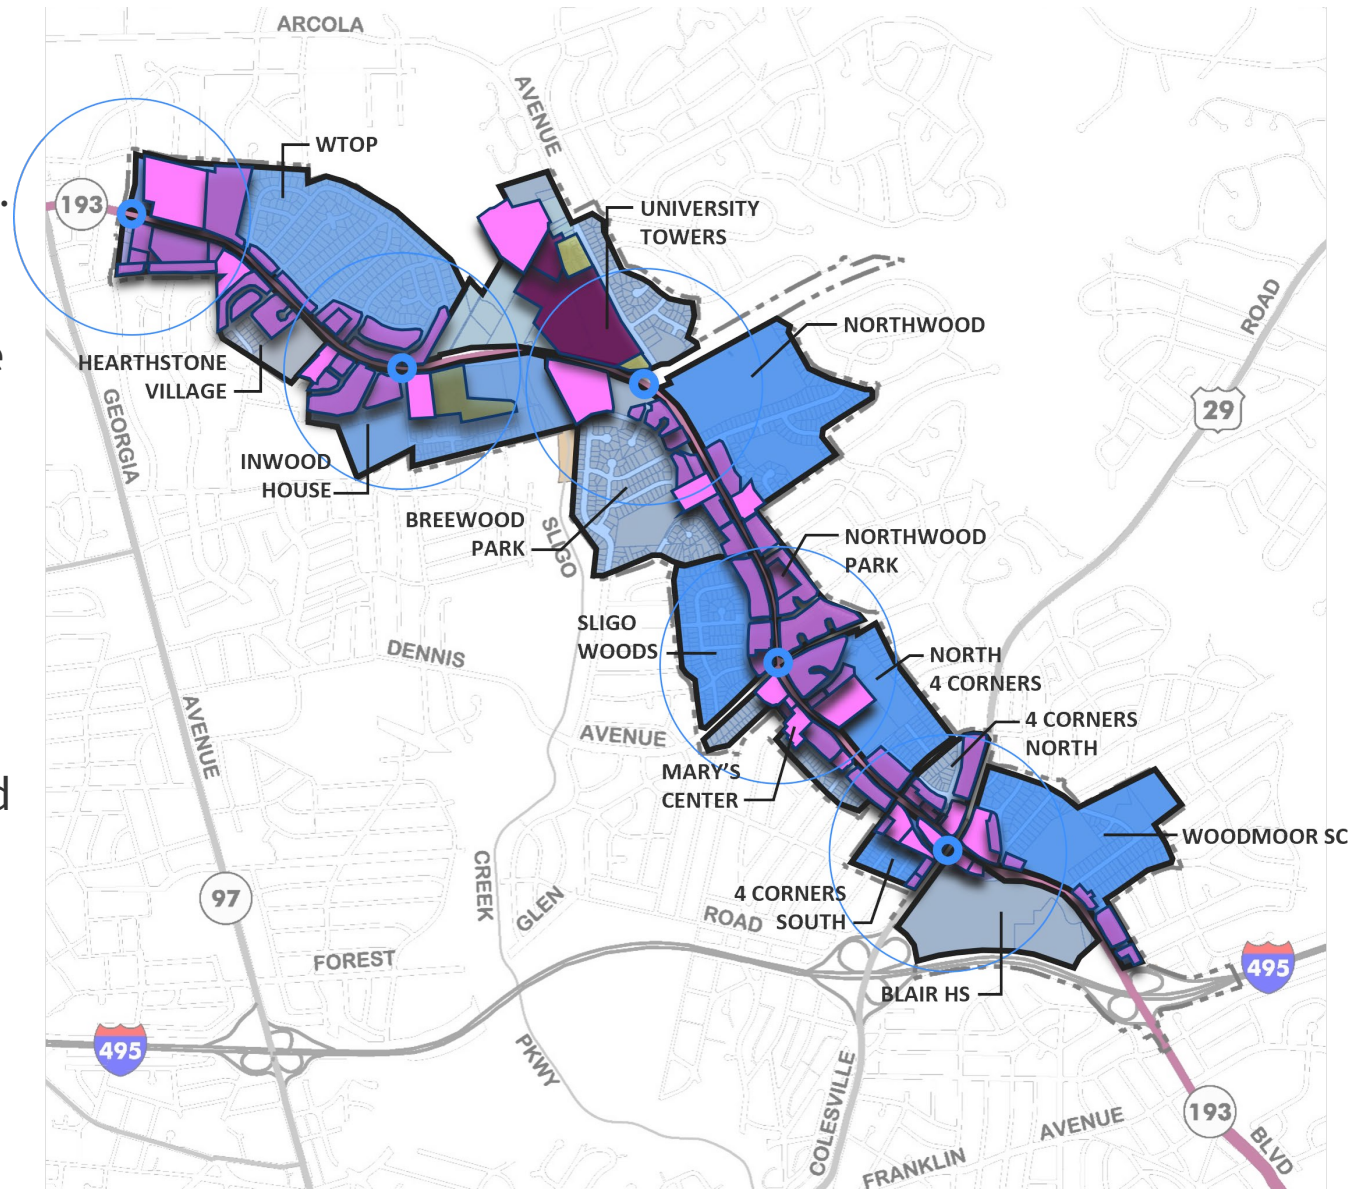 ARCOLA
AVENUE
WTOP
.
193
UNIVERSITY
TOWERS
NORTHWOOD
ROAD
e
HEARTHSTONE
VILLAGE
GEORGIA
29
INWOOD
HOUSE
BREEWOOD
PARK
SLIGO
NORTHWOOD
PARK
SLIGO
WOODS
DENNIS
NORTH
4 CORNERS
AVENUE
AVENUE
4 CORNERS
NORTH
MARY'S
CENTER
d
WOODMOOR SC
CREEK
GLEN
4 CORNERS
SOUTH
ROAD
97
FOREST
BLAIR HS
495
495
PKWY
COLESVILLE
193
AVENUE
BLVD
FRANKLIN